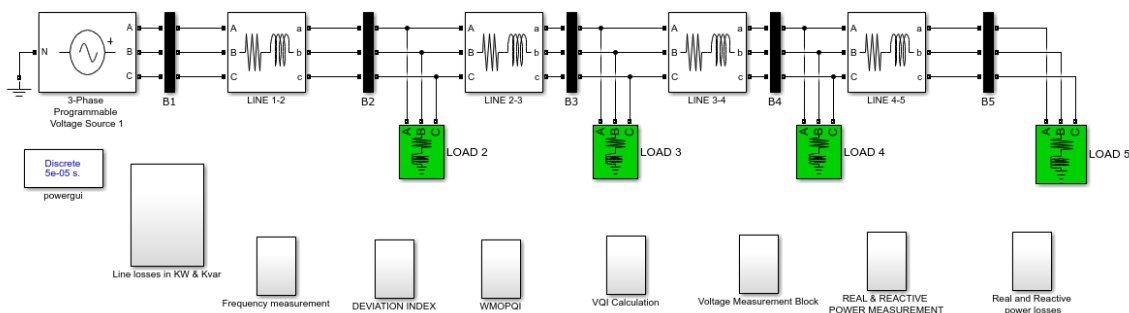 N
+
A
B
C
B1
A
B
C
a
b
c
LINE 1-2
B2
A
B
C
a
b
c
LINE 2-3
B3
A
B
C
a
b
c
LINE 3-4
B4
A
B
C
a
b
c
LINE 4-5
B5
3-Phase
Programmable
Voltage Source 1
A B C
LOAD 2
A B C
LOAD 3
A B C
LOAD 4
A B C
LOAD 5
Discrete
5e-05 s.
powergui
Line losses in KW & Kvar
Frequency measurement
DEVIATION INDEX
WMOPQI
VQI Calculation
Voltage Measurement Block
REAL & REACTIVE
POWER MEASUREMENT
Real and Reactive
power losses